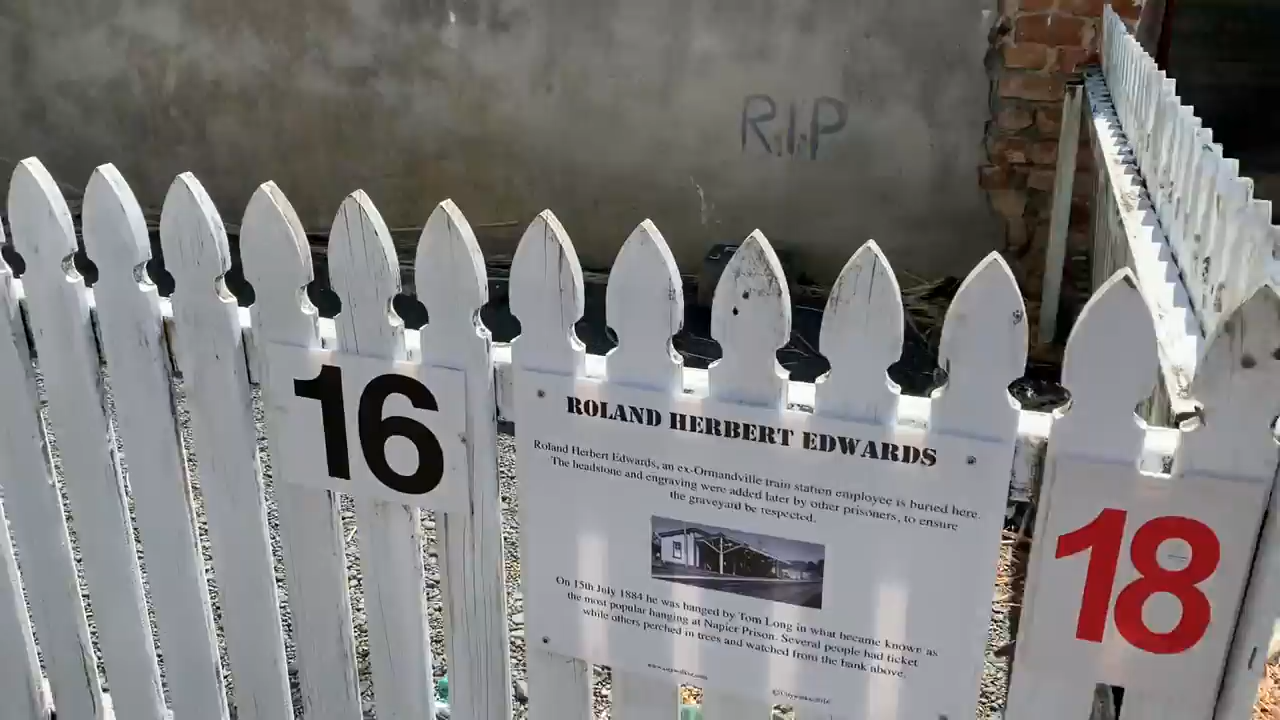 R.I.P
16
ROLAND HERBERT EDWARDS
Roland Herbert Edwards, an ex-Ormandville train station employee is buried here.
The headstone and engraving were added later by other prisoners, to ensure
the graveyard be respected.
On 15th July 1884 he was hanged by Tom Long in what became known as
the most popular hanging at Napier Prison. Several people had ticket
while others perched in trees and watched from the bank above.
18